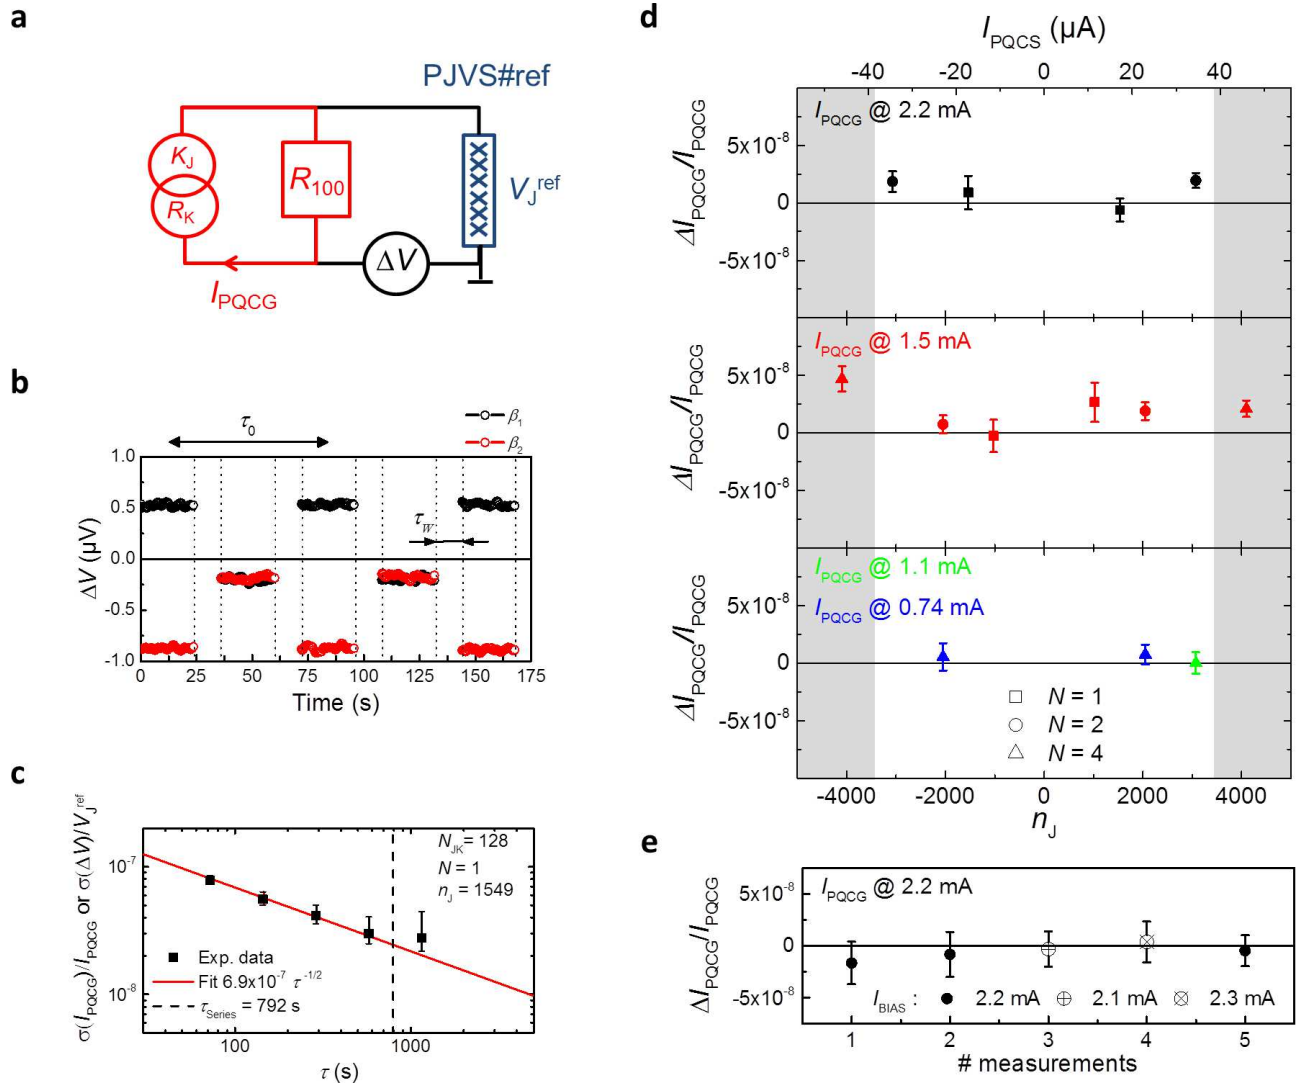 a
PJVS#ref
K_J
R_K
R_100
V_J^ref
ΔV
I_PQCG
b
τ_0
β_1
β_2
τ_W
1.0
0.5
0.0
-0.5
-1.0
ΔV (µV)
0 25 50 75 100 125 150 175
Time (s)
c
σ(I_PQCG)/I_PQCG or σ(ΔV)/V_J^ref
10^-7
10^-8
N_JK = 128
N = 1
n_J = 1549
Exp. data
Fit 6.9x10^-7 τ^-1/2
τ_Series = 792 s
100 1000
τ (s)
d
I_PQCS (µA)
-40 -20 0 20 40
I_PQCG @ 2.2 mA
ΔI_PQCG/I_PQCG
5x10^-8
0
-5x10^-8
I_PQCG @ 1.5 mA
ΔI_PQCG/I_PQCG
5x10^-8
0
-5x10^-8
I_PQCG @ 1.1 mA
I_PQCG @ 0.74 mA
ΔI_PQCG/I_PQCG
5x10^-8
0
-5x10^-8
N = 1
N = 2
N = 4
-4000 -2000 0 2000 4000
n_J
e
ΔI_PQCG/I_PQCG
5x10^-8
0
-5x10^-8
I_PQCG @ 2.2 mA
I_BIAS : 2.2 mA 2.1 mA 2.3 mA
1 2 3 4 5
# measurements